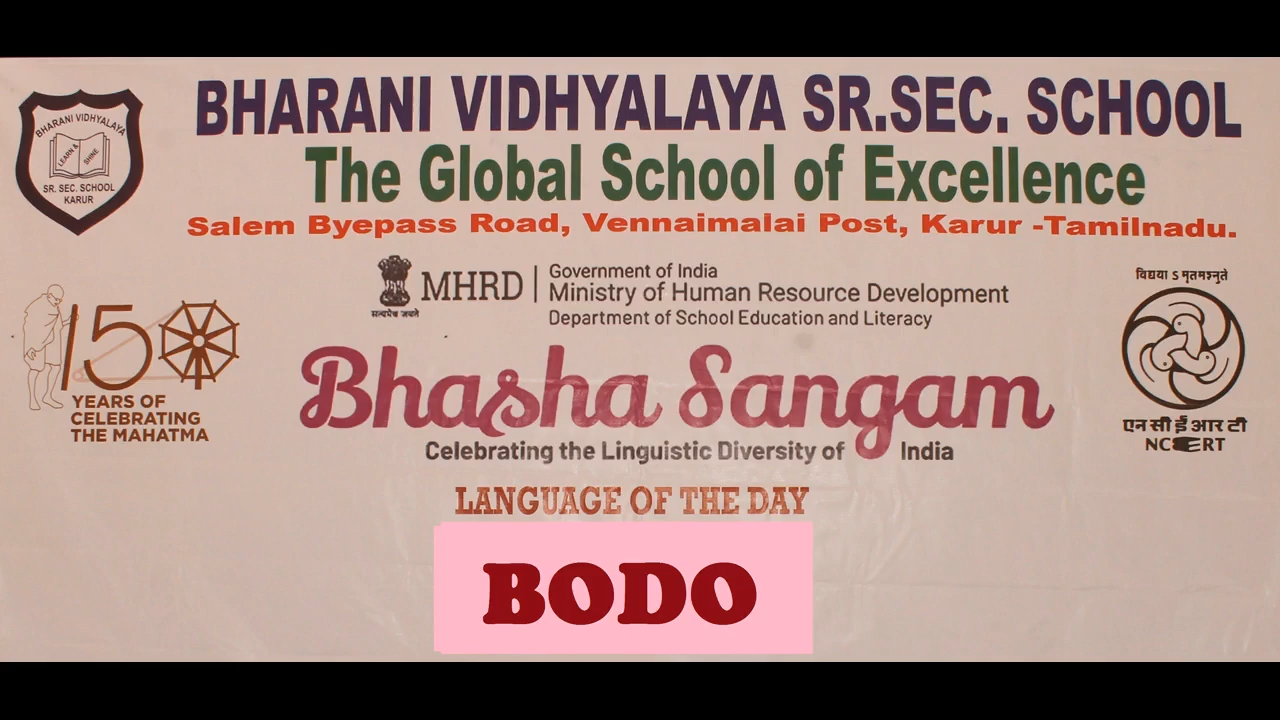 BHARANI VIDHYALAYA SR.SEC. SCHOOL
The Global School of Excellence
Salem Byepass Road, Vennaimalai Post, Karur -Tamilnadu.
BHARANI VIDHYALAYA
LEARN & SHINE
SR. SEC. SCHOOL
KARUR
सत्यमेव जयते
MHRD
Government of India
Ministry of Human Resource Development
Department of School Education and Literacy
विद्यया ऽ मृतमश्नुते
150
YEARS OF
CELEBRATING
THE MAHATMA
Bhasha Sangam
Celebrating the Linguistic Diversity of India
एन सी ई आर टी
NCERT
LANGUAGE OF THE DAY
BODO